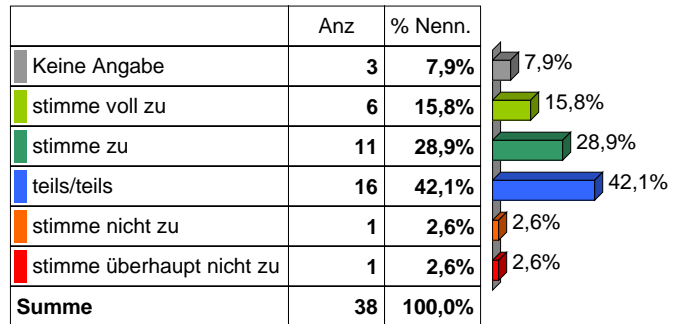 Anz % Nenn.
Keine Angabe 3 7,9% 7,9%
stimme voll zu 6 15,8% 15,8%
stimme zu 11 28,9% 28,9%
teils/teils 16 42,1% 42,1%
stimme nicht zu 1 2,6% 2,6%
stimme überhaupt nicht zu 1 2,6% 2,6%
Summe 38 100,0%